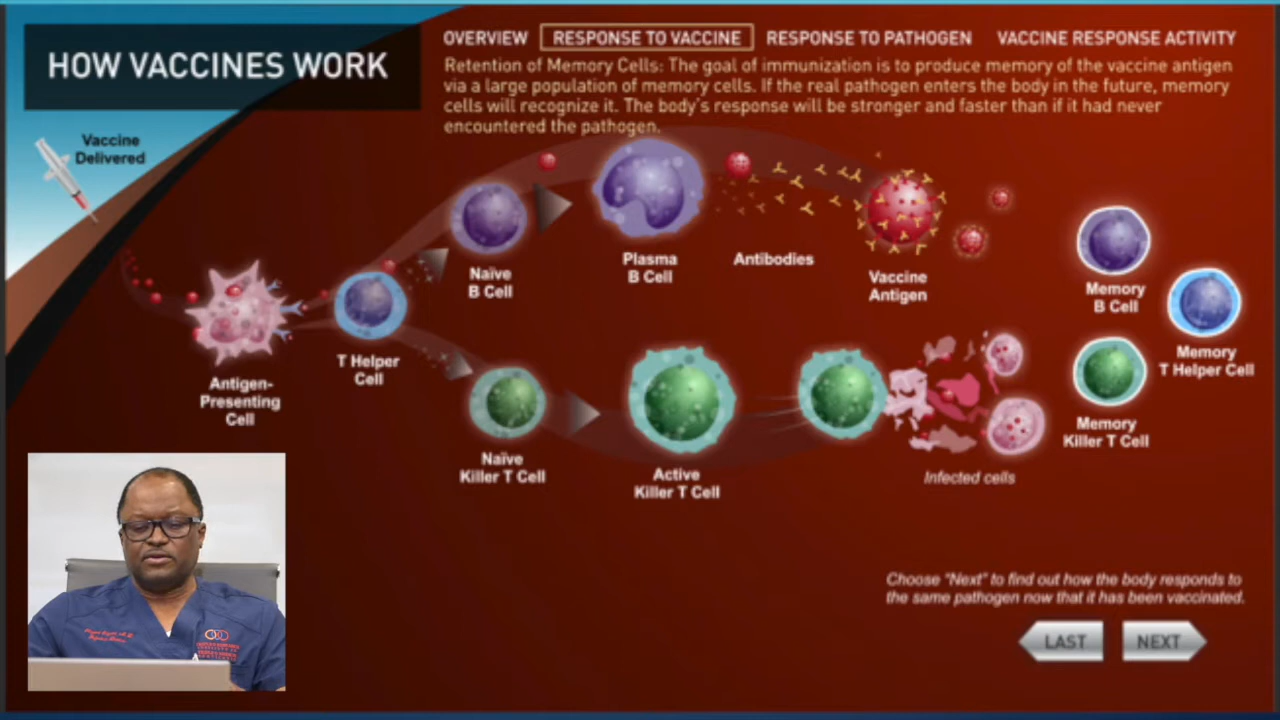 HOW VACCINES WORK
OVERVIEW
RESPONSE TO VACCINE
RESPONSE TO PATHOGEN
VACCINE RESPONSE ACTIVITY
Retention of Memory Cells: The goal of immunization is to produce memory of the vaccine antigen
via a large population of memory cells. If the real pathogen enters the body in the future, memory
cells will recognize it. The body's response will be stronger and faster than if it had never
encountered the pathogen.
Vaccine
Delivered
Antigen-
Presenting
Cell
T Helper
Cell
Naïve
B Cell
Plasma
B Cell
Antibodies
Vaccine
Antigen
Memory
B Cell
Memory
T Helper Cell
Memory
Killer T Cell
Naïve
Killer T Cell
Active
Killer T Cell
Infected cells
Choose "Next" to find out how the body responds to
the same pathogen now that it has been vaccinated.
LAST
NEXT